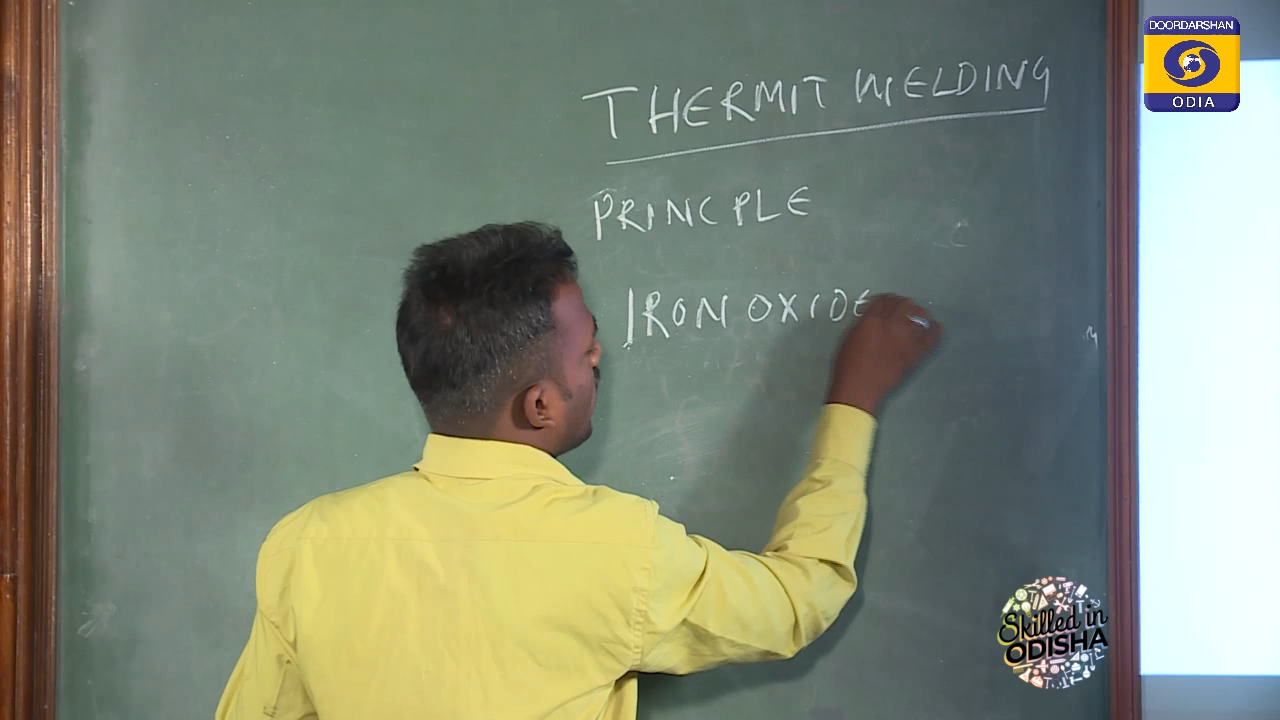 DOORDARSHAN
ODIA
THERMIT WELDING
PRINCPLE
IRON OXIDE
Skilled in
ODISHA